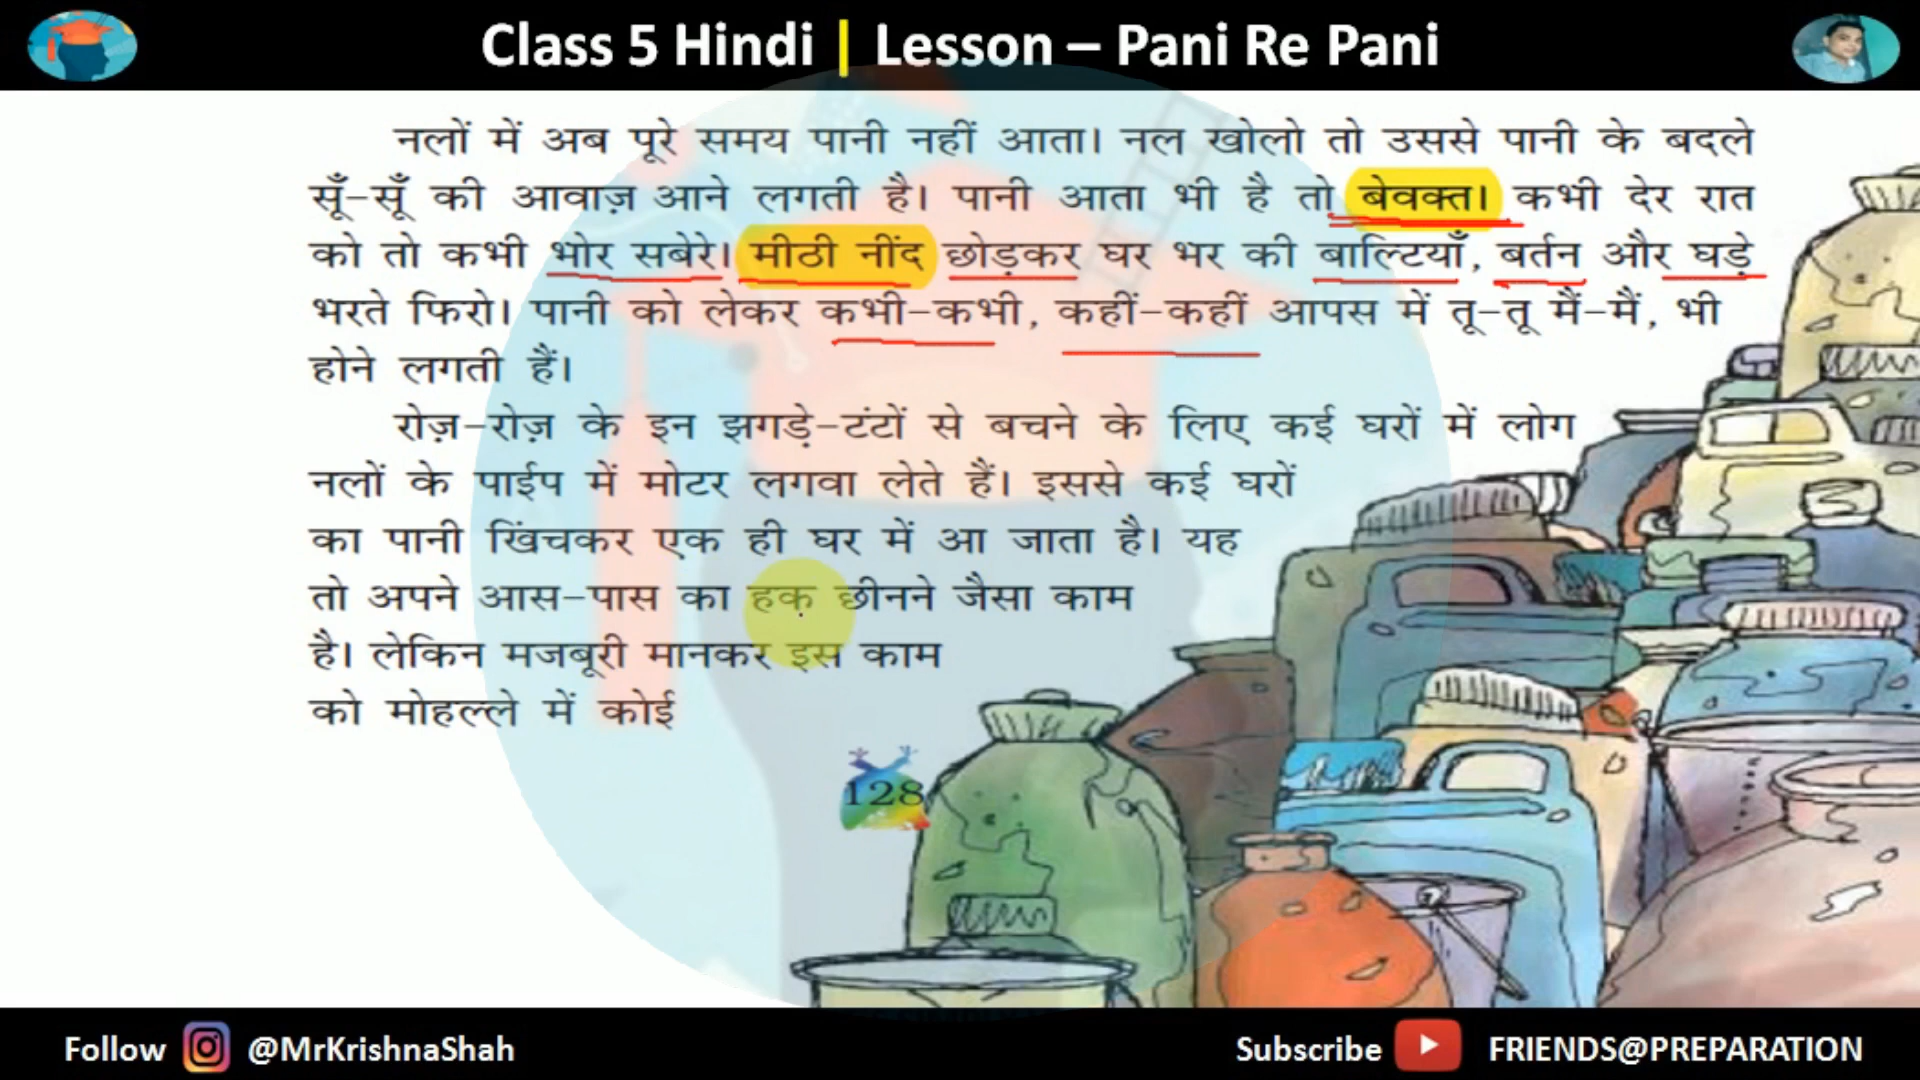 Class 5 Hindi | Lesson – Pani Re Pani
नलों में अब पूरे समय पानी नहीं आता। नल खोलो तो उससे पानी के बदले
सूँ-सूँ की आवाज़ आने लगती है। पानी आता भी है तो बेवक्त। कभी देर रात
को तो कभी भोर सबेरे। मीठी नींद छोड़कर घर भर की बाल्टियाँ, बर्तन और घड़े
भरते फिरो। पानी को लेकर कभी-कभी, कहीं-कहीं आपस में तू-तू मैं-मैं, भी
होने लगती हैं।
रोज़-रोज़ के इन झगड़े-टंटों से बचने के लिए कई घरों में लोग
नलों के पाईप में मोटर लगवा लेते हैं। इससे कई घरों
का पानी खिंचकर एक ही घर में आ जाता है। यह
तो अपने आस-पास का हक़ छीनने जैसा काम
है। लेकिन मजबूरी मानकर इस काम
को मोहल्ले में कोई
128
Follow @MrKrishnaShah
Subscribe FRIENDS@PREPARATION